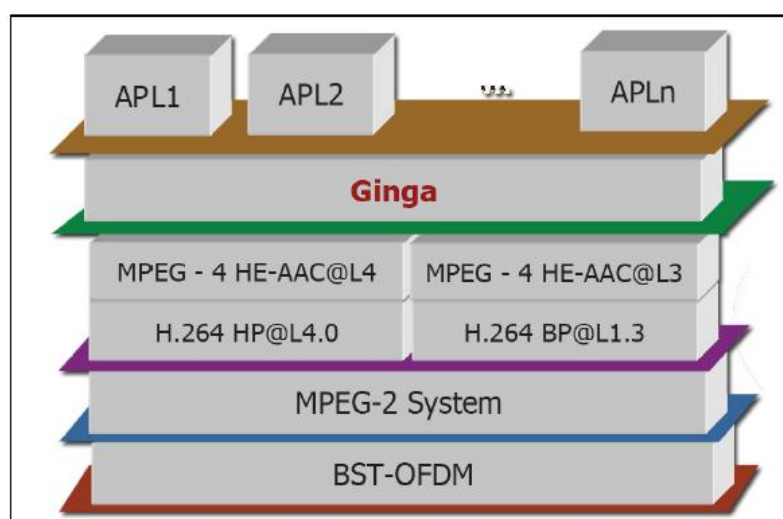 APL1 APL2 ... APLn
Ginga
MPEG - 4 HE-AAC@L4 MPEG - 4 HE-AAC@L3
H.264 HP@L4.0 H.264 BP@L1.3
MPEG-2 System
BST-OFDM